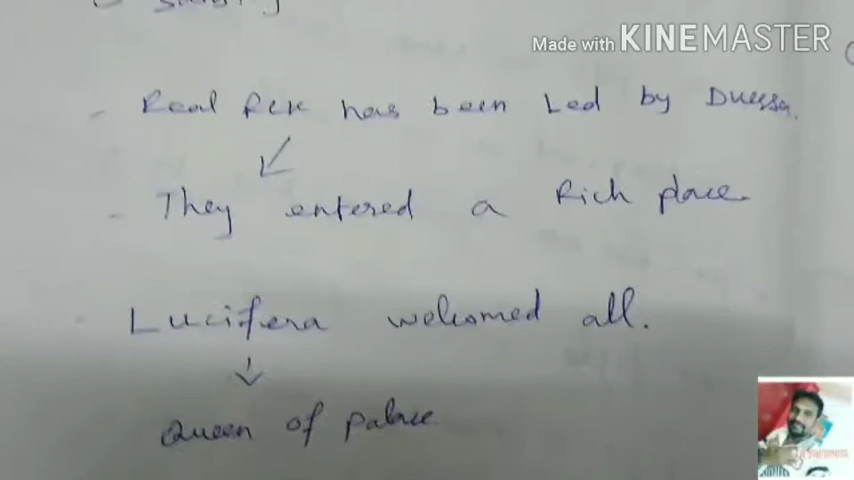 Made with KINEMASTER
- Real RCK has been Led by Duessa.
- They entered a Rich place.
- Lucifera welcomed all.
Queen of palace